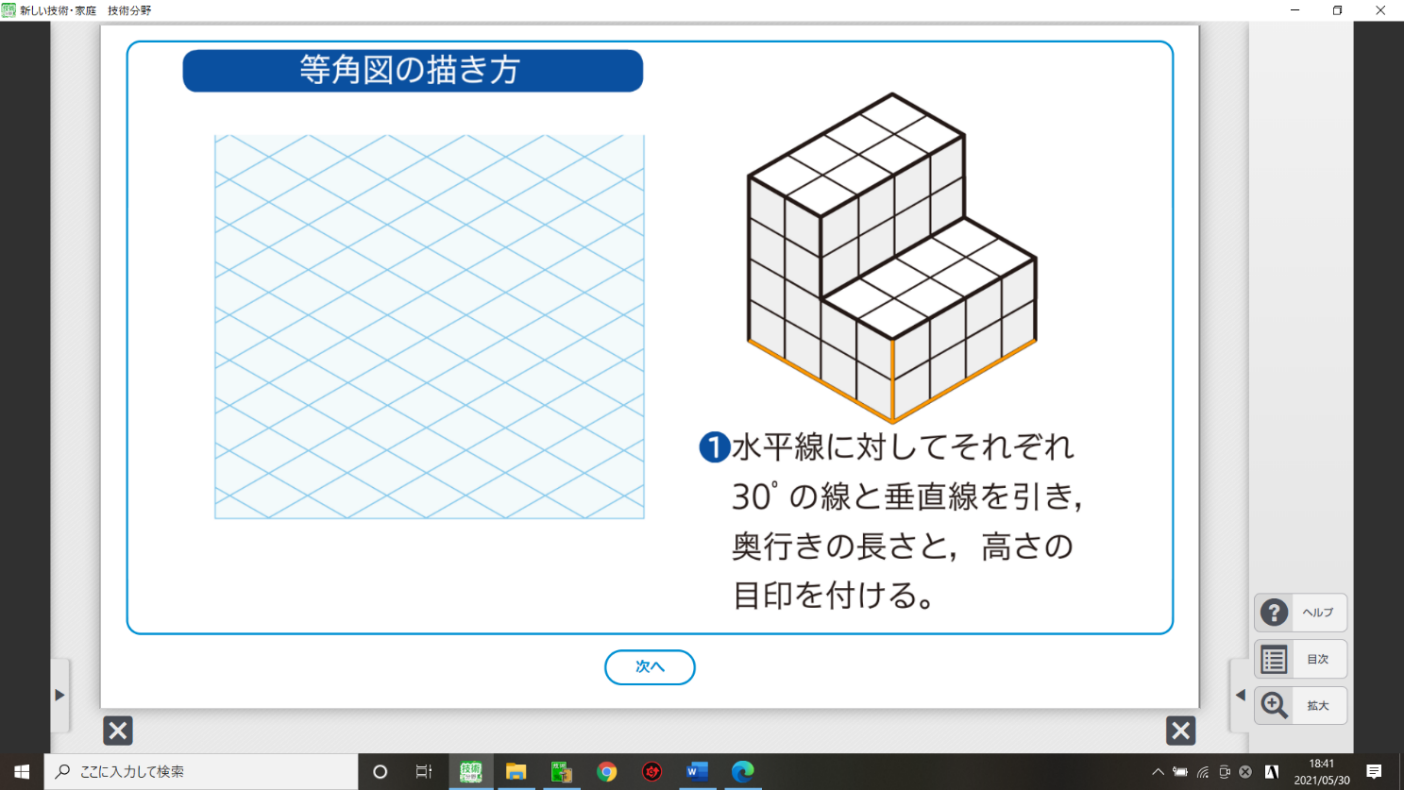 新しい技術・家庭　技術分野
等角図の描き方
❶水平線に対してそれぞれ
30°の線と垂直線を引き，
奥行きの長さと，高さの
目印を付ける。
次へ
ヘルプ
目次
拡大
ここに入力して検索
18:41
2021/05/30